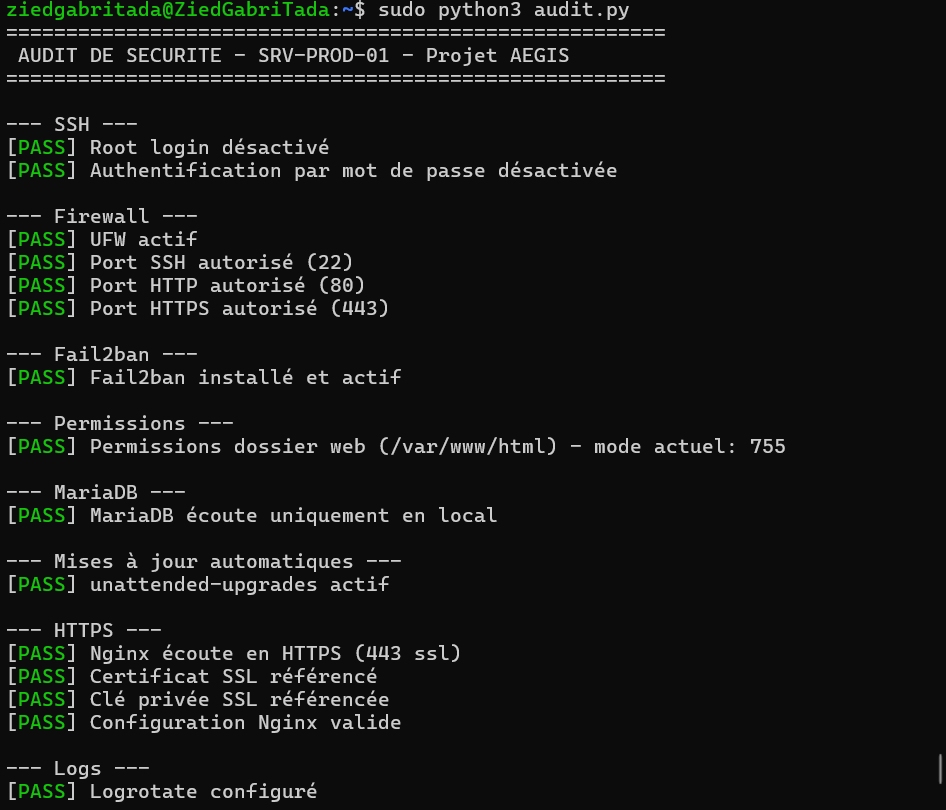 ziedgabritada@ZiedGabriTada:~$ sudo python3 audit.py
=======================================================
AUDIT DE SECURITE - SRV-PROD-01 - Projet AEGIS
=======================================================
--- SSH ---
[PASS] Root login désactivé
[PASS] Authentification par mot de passe désactivée
--- Firewall ---
[PASS] UFW actif
[PASS] Port SSH autorisé (22)
[PASS] Port HTTP autorisé (80)
[PASS] Port HTTPS autorisé (443)
--- Fail2ban ---
[PASS] Fail2ban installé et actif
--- Permissions ---
[PASS] Permissions dossier web (/var/www/html) - mode actuel: 755
--- MariaDB ---
[PASS] MariaDB écoute uniquement en local
--- Mises à jour automatiques ---
[PASS] unattended-upgrades actif
--- HTTPS ---
[PASS] Nginx écoute en HTTPS (443 ssl)
[PASS] Certificat SSL référencé
[PASS] Clé privée SSL référencée
[PASS] Configuration Nginx valide
--- Logs ---
[PASS] Logrotate configuré